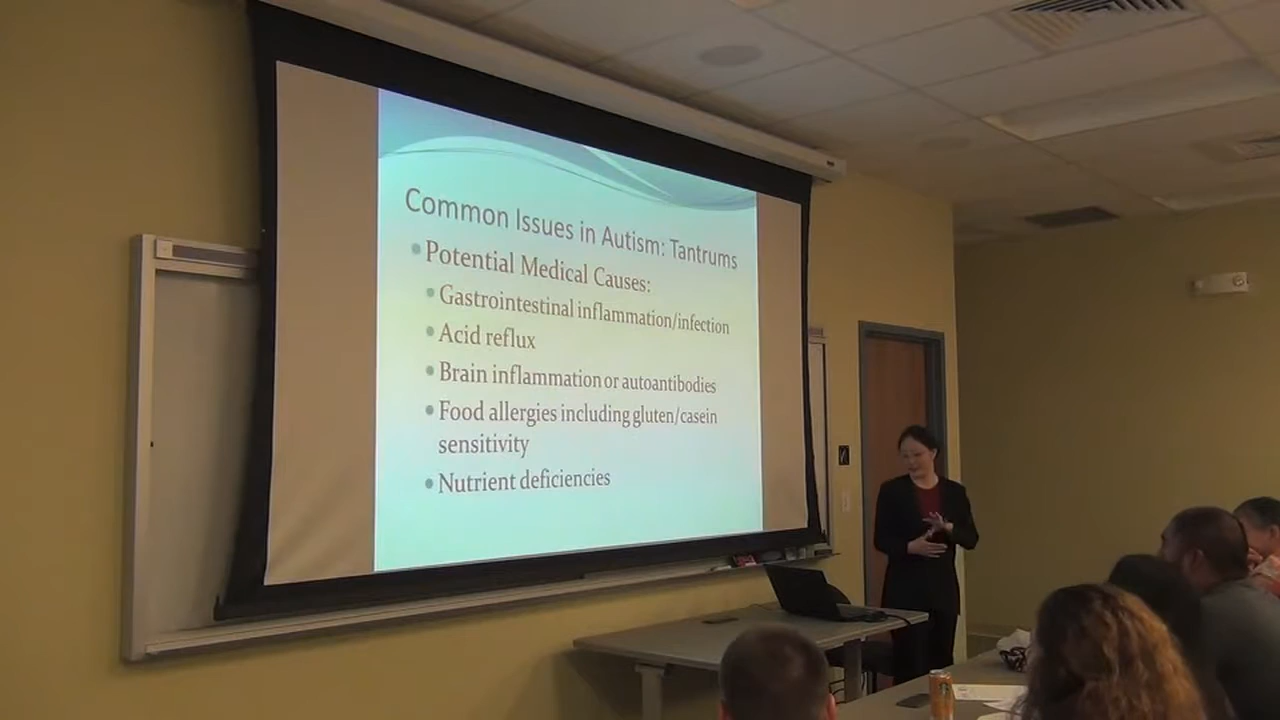 Common Issues in Autism: Tantrums
Potential Medical Causes:
Gastrointestinal inflammation/infection
Acid reflux
Brain inflammation or autoantibodies
Food allergies including gluten/casein
sensitivity
Nutrient deficiencies